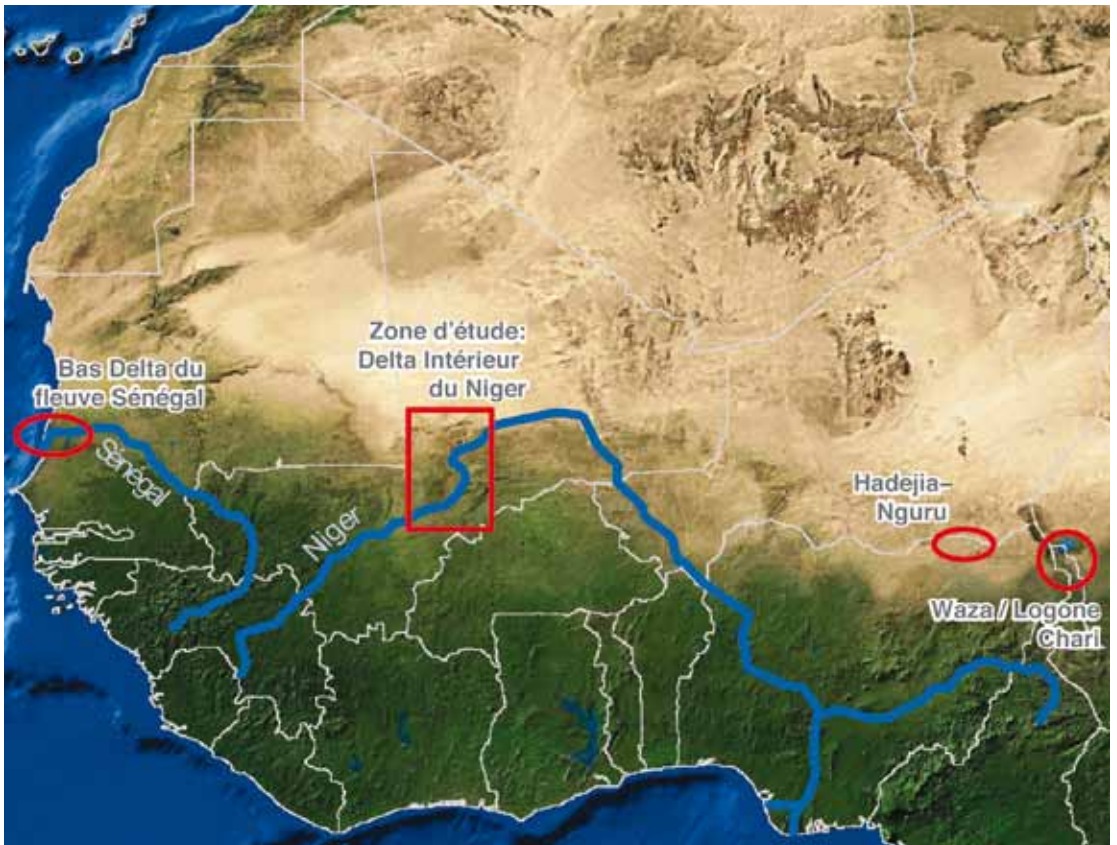 Zone d'étude:
Delta Intérieur
du Niger
Bas Delta du
fleuve Sénégal
Sénégal
Niger
Hadejia–
Nguru
Waza / Logone
Chari